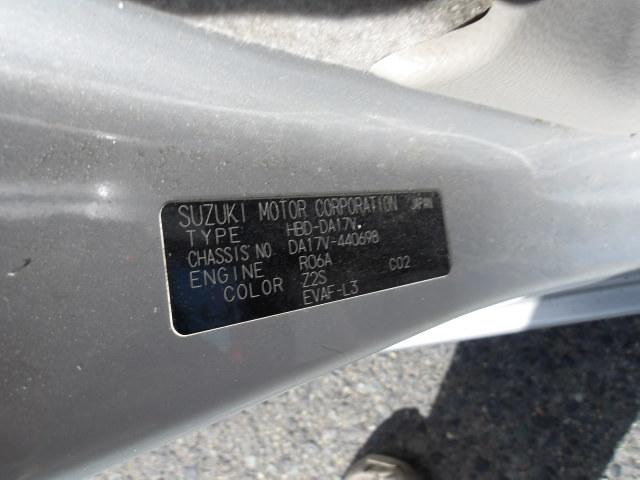 SUZUKI MOTOR CORPORATION JAPAN
TYPE HBD-DA17V
CHASSIS NO DA17V-440698
ENGINE R06A C02
COLOR Z2S
EVAF-L3